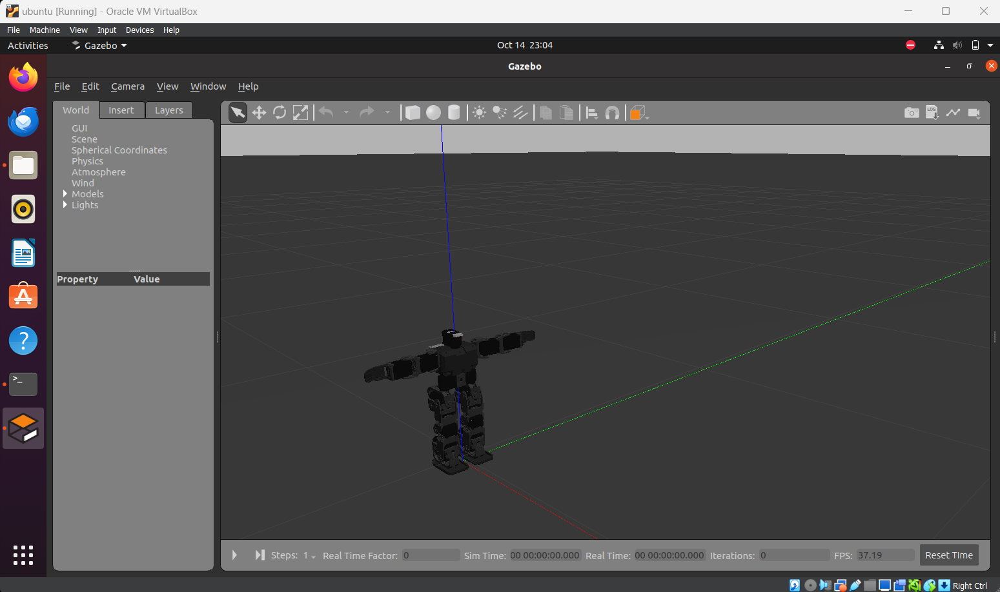 ubuntu [Running] - Oracle VM VirtualBox
File Machine View Input Devices Help
Activities Gazebo Oct 14 23:04
Gazebo
File Edit Camera View Window Help
World Insert Layers
LOG
GUI
Scene
Spherical Coordinates
Physics
Atmosphere
Wind
Models
Lights
Property Value
Steps: 1 Real Time Factor: 0 Sim Time: 00 00:00:00.000 Real Time: 00 00:00:00.000 Iterations: 0 FPS: 37.19 Reset Time
Right Ctrl